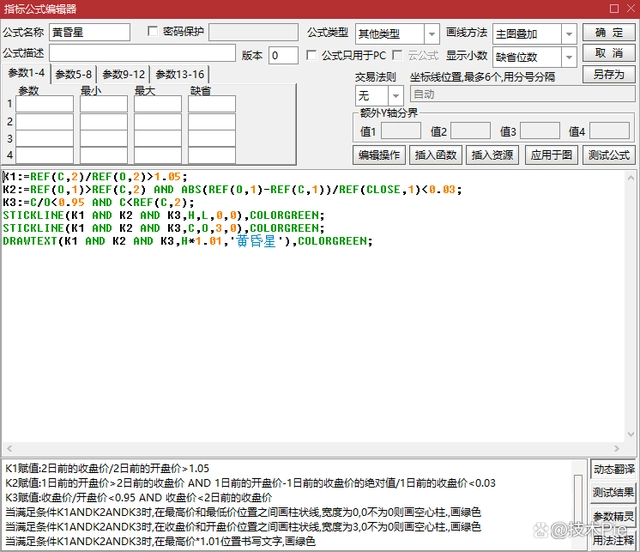 指标公式编辑器
公式名称 黄昏星 密码保护 公式类型 其他类型 画线方法 主图叠加 确 定
公式描述 版本 0 公式只用于PC 云公式 显示小数 缺省位数 取 消
参数1-4 参数5-8 参数9-12 参数13-16 交易法则 坐标线位置,最多6个,用分号分隔 另存为
参数 最小 最大 缺省 无 自动
1
2
3
4
额外Y轴分界
值1 值2 值3 值4
编辑操作 插入函数 插入资源 应用于图 测试公式
K1:=REF(C,2)/REF(O,2)>1.05;
K2:=REF(O,1)>REF(C,2) AND ABS(REF(O,1)-REF(C,1))/REF(CLOSE,1)<0.03;
K3:=C/O<0.95 AND C<REF(C,2);
STICKLINE(K1 AND K2 AND K3,H,L,0,0),COLORGREEN;
STICKLINE(K1 AND K2 AND K3,C,O,3,0),COLORGREEN;
DRAWTEXT(K1 AND K2 AND K3,H*1.01,'黄昏星'),COLORGREEN;
K1赋值:2日前的收盘价/2日前的开盘价>1.05
K2赋值:1日前的开盘价>2日前的收盘价 AND 1日前的开盘价-1日前的收盘价的绝对值/1日前的收盘价<0.03
K3赋值:收盘价/开盘价<0.95 AND 收盘价<2日前的收盘价
当满足条件K1ANDK2ANDK3时,在最高价和最低价位置之间画柱状线,宽度为0,0不为0则画空心柱.,画绿色
当满足条件K1ANDK2ANDK3时,在收盘价和开盘价位置之间画柱状线,宽度为3,0不为0则画空心柱.,画绿色
当满足条件K1ANDK2ANDK3时,在最高价*1.01位置书写文字,画绿色
动态翻译
测试结果
参数精灵
用法注释
@技术Pie